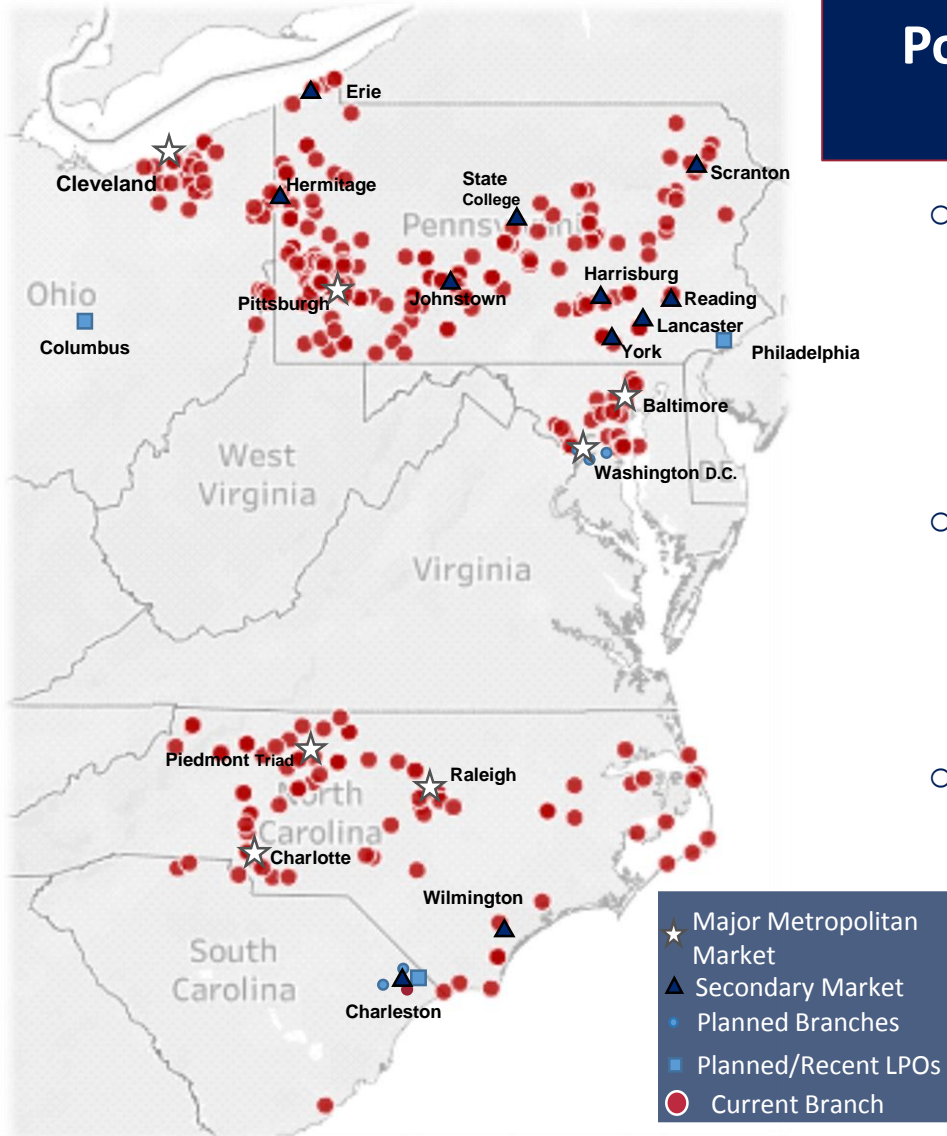 Po
Erie
Cleveland
Hermitage
State
College
Scranton
Pennsylvani
Harrisburg
Ohio
Pittsburgh
Johnstown
Reading
Lancaster
Columbus
York
Philadelphia
Baltimore
West
Virginia
Washington D.C.
DE
Virginia
Piedmont Triad
Raleigh
North
Carolina
Charlotte
Wilmington
South
Carolina
Charleston
Major Metropolitan
Market
Secondary Market
Planned Branches
Planned/Recent LPOs
Current Branch